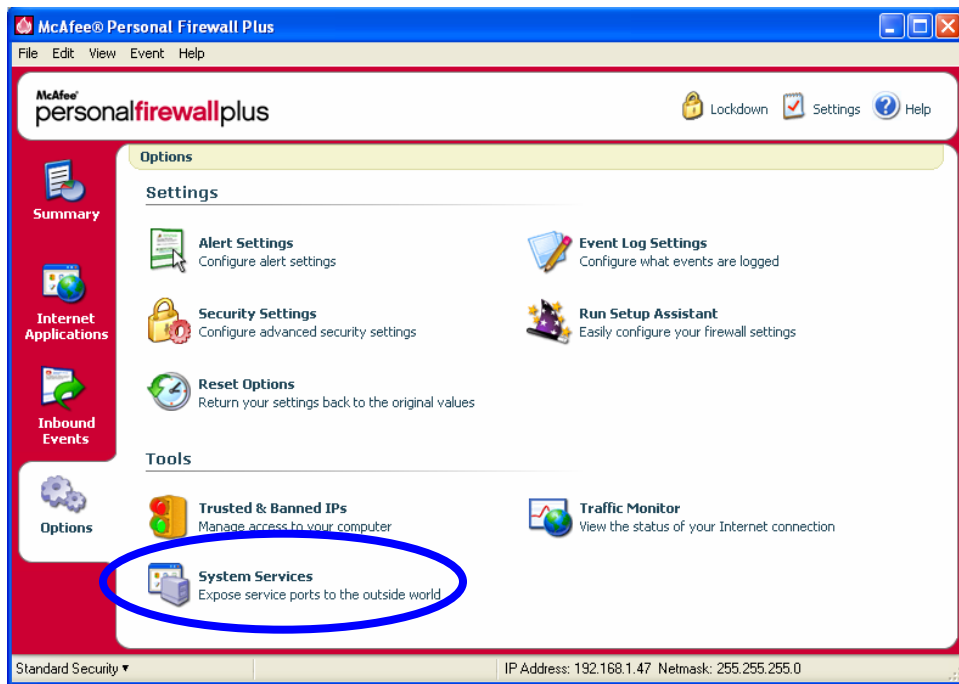 McAfee® Personal Firewall Plus
File Edit View Event Help
McAfee®
personalfirewallplus
Lockdown Settings Help
Options
Summary
Internet
Applications
Inbound
Events
Options
Settings
Alert Settings
Configure alert settings
Event Log Settings
Configure what events are logged
Security Settings
Configure advanced security settings
Run Setup Assistant
Easily configure your firewall settings
Reset Options
Return your settings back to the original values
Tools
Trusted & Banned IPs
Manage access to your computer
Traffic Monitor
View the status of your Internet connection
System Services
Expose service ports to the outside world
Standard Security ▾
IP Address: 192.168.1.47 Netmask: 255.255.255.0